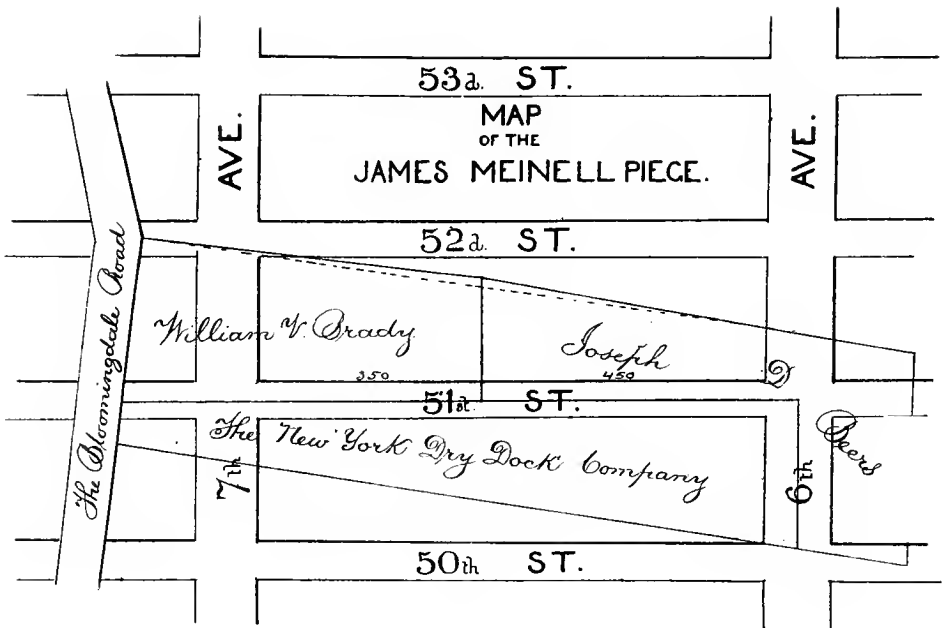 53d. ST.
MAP
OF THE
JAMES MEINELL PIECE.
AVE.
AVE.
52d. ST.
The Bloomingdale Road
William V. Brady
Joseph D Beers
350
450
51st. ST.
The New York Dry Dock Company
7th
6th
50th ST.